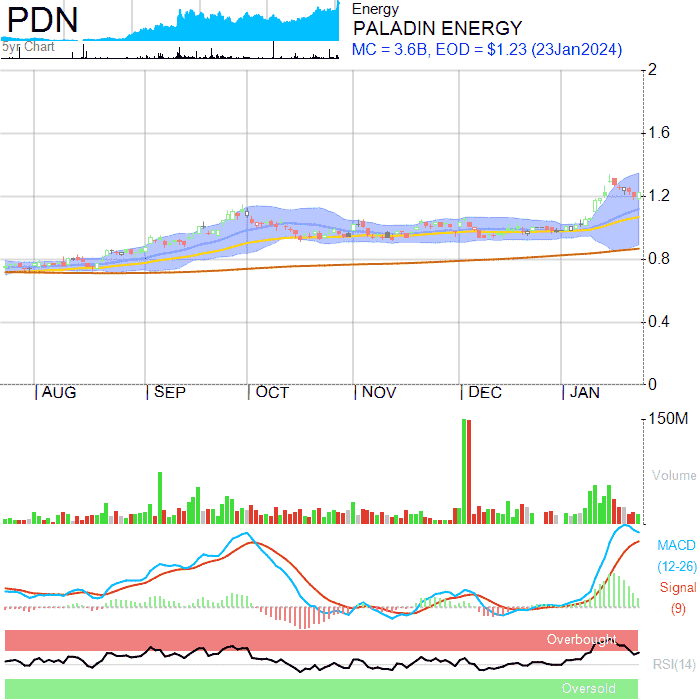 PDN
5yr Chart
Energy
PALADIN ENERGY
MC = 3.6B, EOD = $1.23 (23Jan2024)
2
1.6
1.2
0.8
0.4
0
|AUG |SEP |OCT |NOV |DEC |JAN
150M
Volume
MACD
(12-26)
Signal
(9)
Overbought
RSI(14)
Oversold